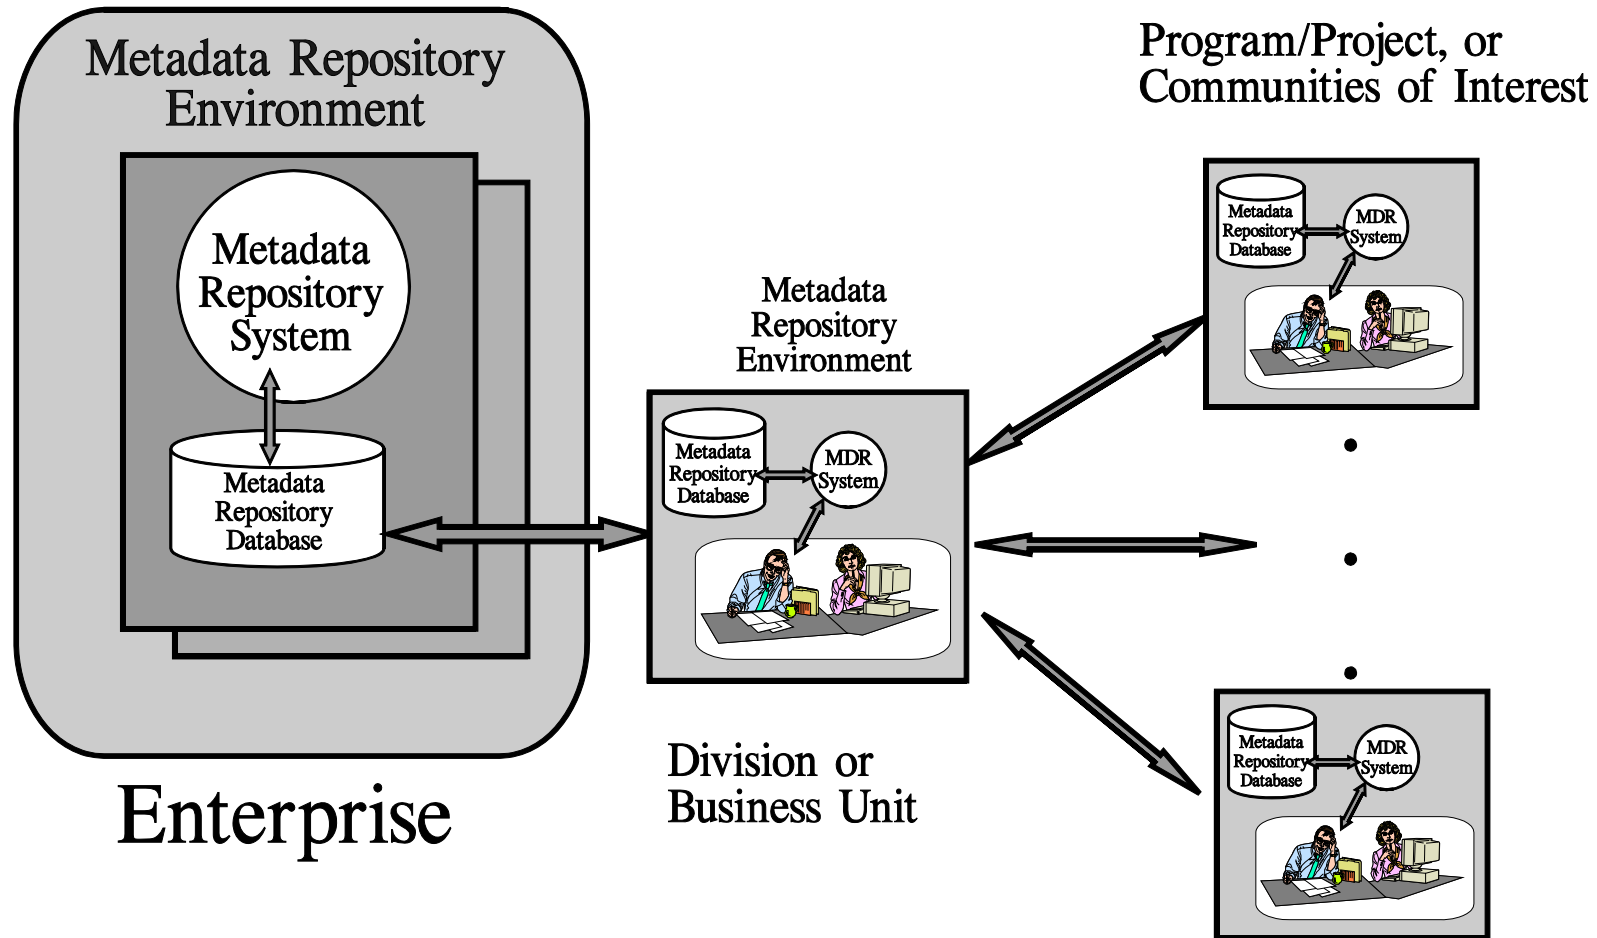 Metadata Repository
Environment
Metadata
Repository
System
Metadata
Repository
Database
Enterprise
Metadata
Repository
Environment
Metadata
Repository
Database
MDR
System
Division or
Business Unit
Program/Project, or
Communities of Interest
Metadata
Repository
Database
MDR
System
Metadata
Repository
Database
MDR
System